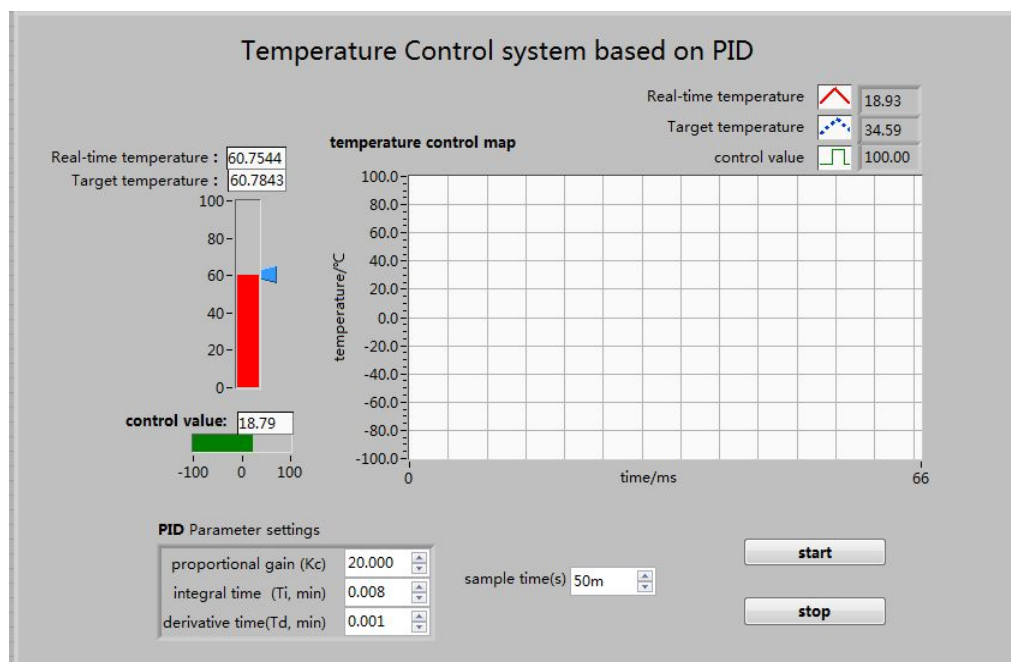 Temperature Control system based on PID
Real-time temperature 18.93
Target temperature 34.59
control value 100.00
Real-time temperature : 60.7544
Target temperature : 60.7843
100
80
60
40
20
0
control value: 18.79
-100 0 100
temperature control map
temperature/℃
100.0
80.0
60.0
40.0
20.0
0.0
-20.0
-40.0
-60.0
-80.0
-100.0
0 time/ms 66
PID Parameter settings
proportional gain (Kc) 20.000
integral time (Ti, min) 0.008
derivative time(Td, min) 0.001
sample time(s) 50m
start
stop